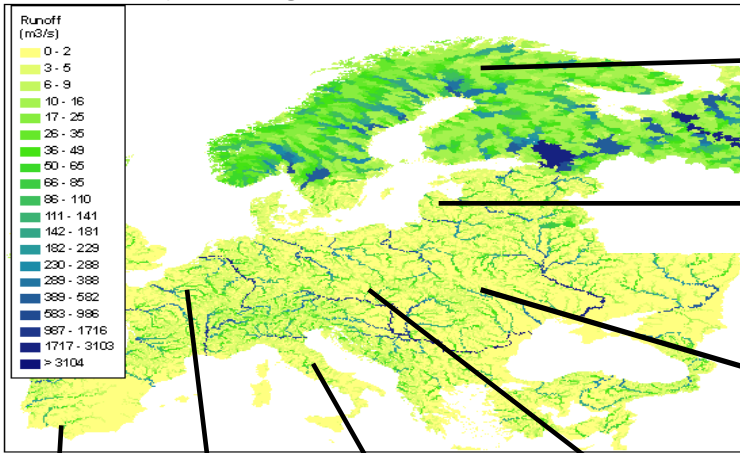 Runoff
(m3/s)
0 - 2
3 - 5
6 - 9
10 - 16
17 - 25
26 - 35
36 - 49
50 - 65
66 - 85
86 - 110
111 - 141
142 - 181
182 - 229
230 - 288
289 - 388
389 - 582
583 - 986
987 - 1716
1717 - 3103
> 3104